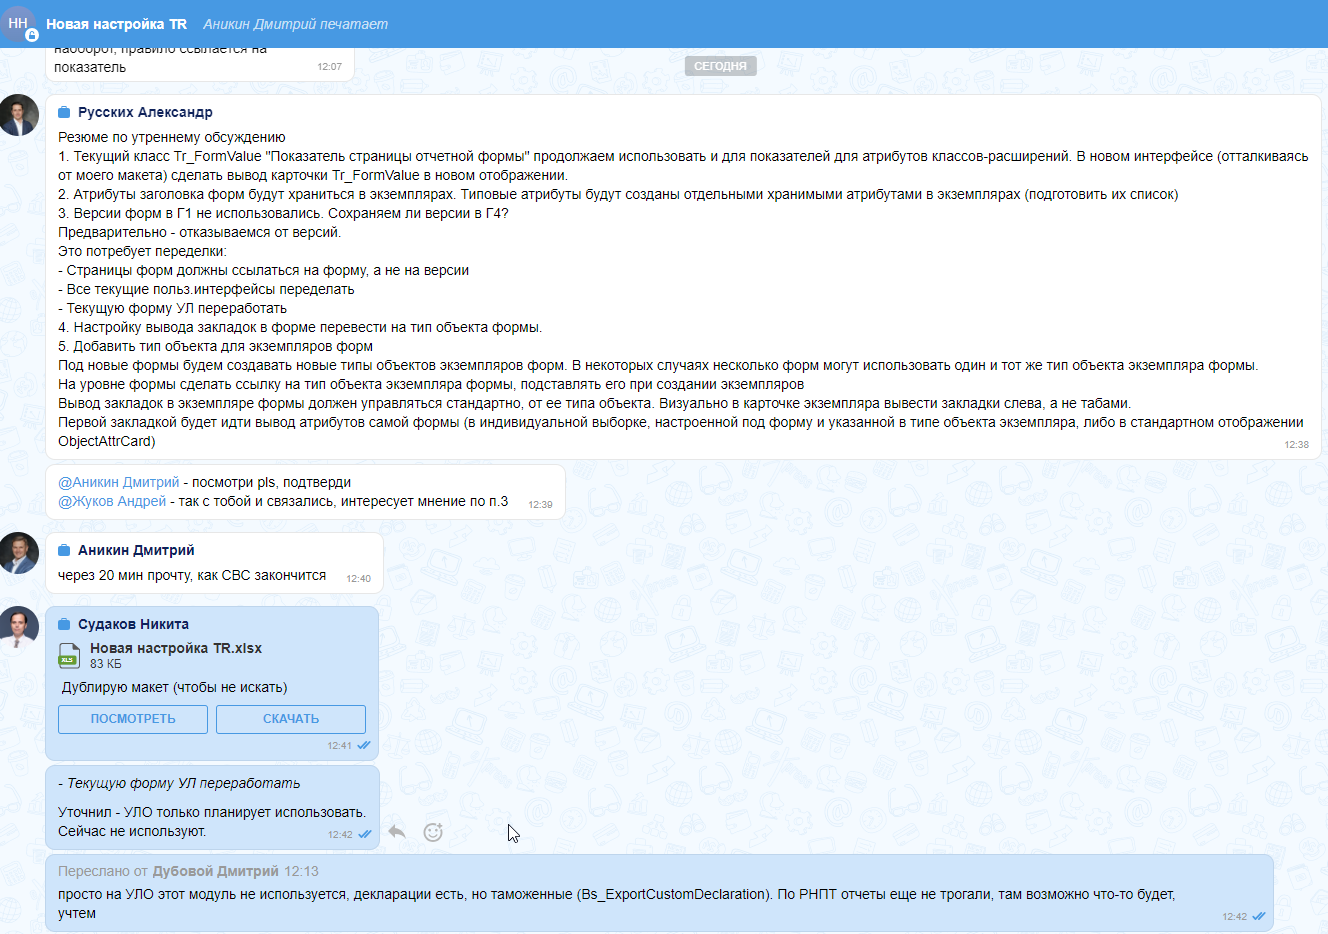 НН Новая настройка TR Аникин Дмитрий печатает
наоборот, правило ссылается на
показатель 12:07
СЕГОДНЯ
Русских Александр
Резюме по утреннему обсуждению
1. Текущий класс Tr_FormValue "Показатель страницы отчетной формы" продолжаем использовать и для показателей для атрибутов классов-расширений. В новом интерфейсе (отталкиваясь
от моего макета) сделать вывод карточки Tr_FormValue в новом отображении.
2. Атрибуты заголовка форм будут храниться в экземплярах. Типовые атрибуты будут созданы отдельными хранимыми атрибутами в экземплярах (подготовить их список)
3. Версии форм в Г1 не использовались. Сохраняем ли версии в Г4?
Предварительно - отказываемся от версий.
Это потребует переделки:
- Страницы форм должны ссылаться на форму, а не на версии
- Все текущие польз.интерфейсы переделать
- Текущую форму УЛ переработать
4. Настройку вывода закладок в форме перевести на тип объекта формы.
5. Добавить тип объекта для экземпляров форм
Под новые формы будем создавать новые типы объектов экземпляров форм. В некоторых случаях несколько форм могут использовать один и тот же тип объекта экземпляра формы.
На уровне формы сделать ссылку на тип объекта экземпляра формы, подставлять его при создании экземпляров
Вывод закладок в экземпляре формы должен управляться стандартно, от ее типа объекта. Визуально в карточке экземпляра вывести закладки слева, а не табами.
Первой закладкой будет идти вывод атрибутов самой формы (в индивидуальной выборке, настроенной под форму и указанной в типе объекта экземпляра, либо в стандартном отображении
ObjectAttrCard) 12:38
@Аникин Дмитрий - посмотри pls, подтверди
@Жуков Андрей - так с тобой и связались, интересует мнение по п.3 12:39
Аникин Дмитрий
через 20 мин прочту, как СВС закончится 12:40
Судаков Никита
XLS Новая настройка TR.xlsx
83 КБ
Дублирую макет (чтобы не искать)
ПОСМОТРЕТЬ СКАЧАТЬ
12:41
- Текущую форму УЛ переработать
Уточнил - УЛО только планирует использовать.
Сейчас не используют. 12:42
Переслано от Дубовой Дмитрий 12:13
просто на УЛО этот модуль не используется, декларации есть, но таможенные (Bs_ExportCustomDeclaration). По РНПТ отчеты еще не трогали, там возможно что-то будет,
учтем 12:42